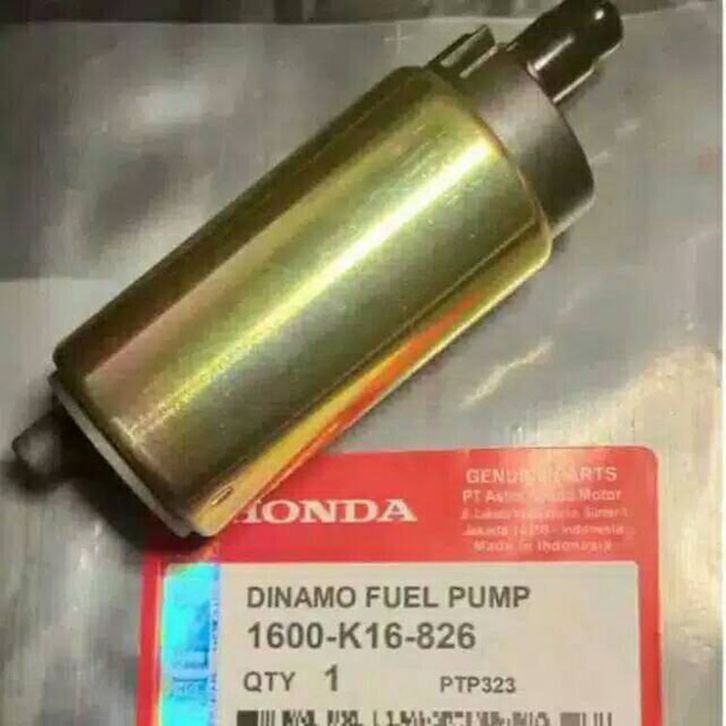 HONDA
GENUINE PARTS
PT Astra Honda Motor
Jakarta - Indonesia
Made in Indonesia
DINAMO FUEL PUMP
1600-K16-826
QTY 1
PTP323